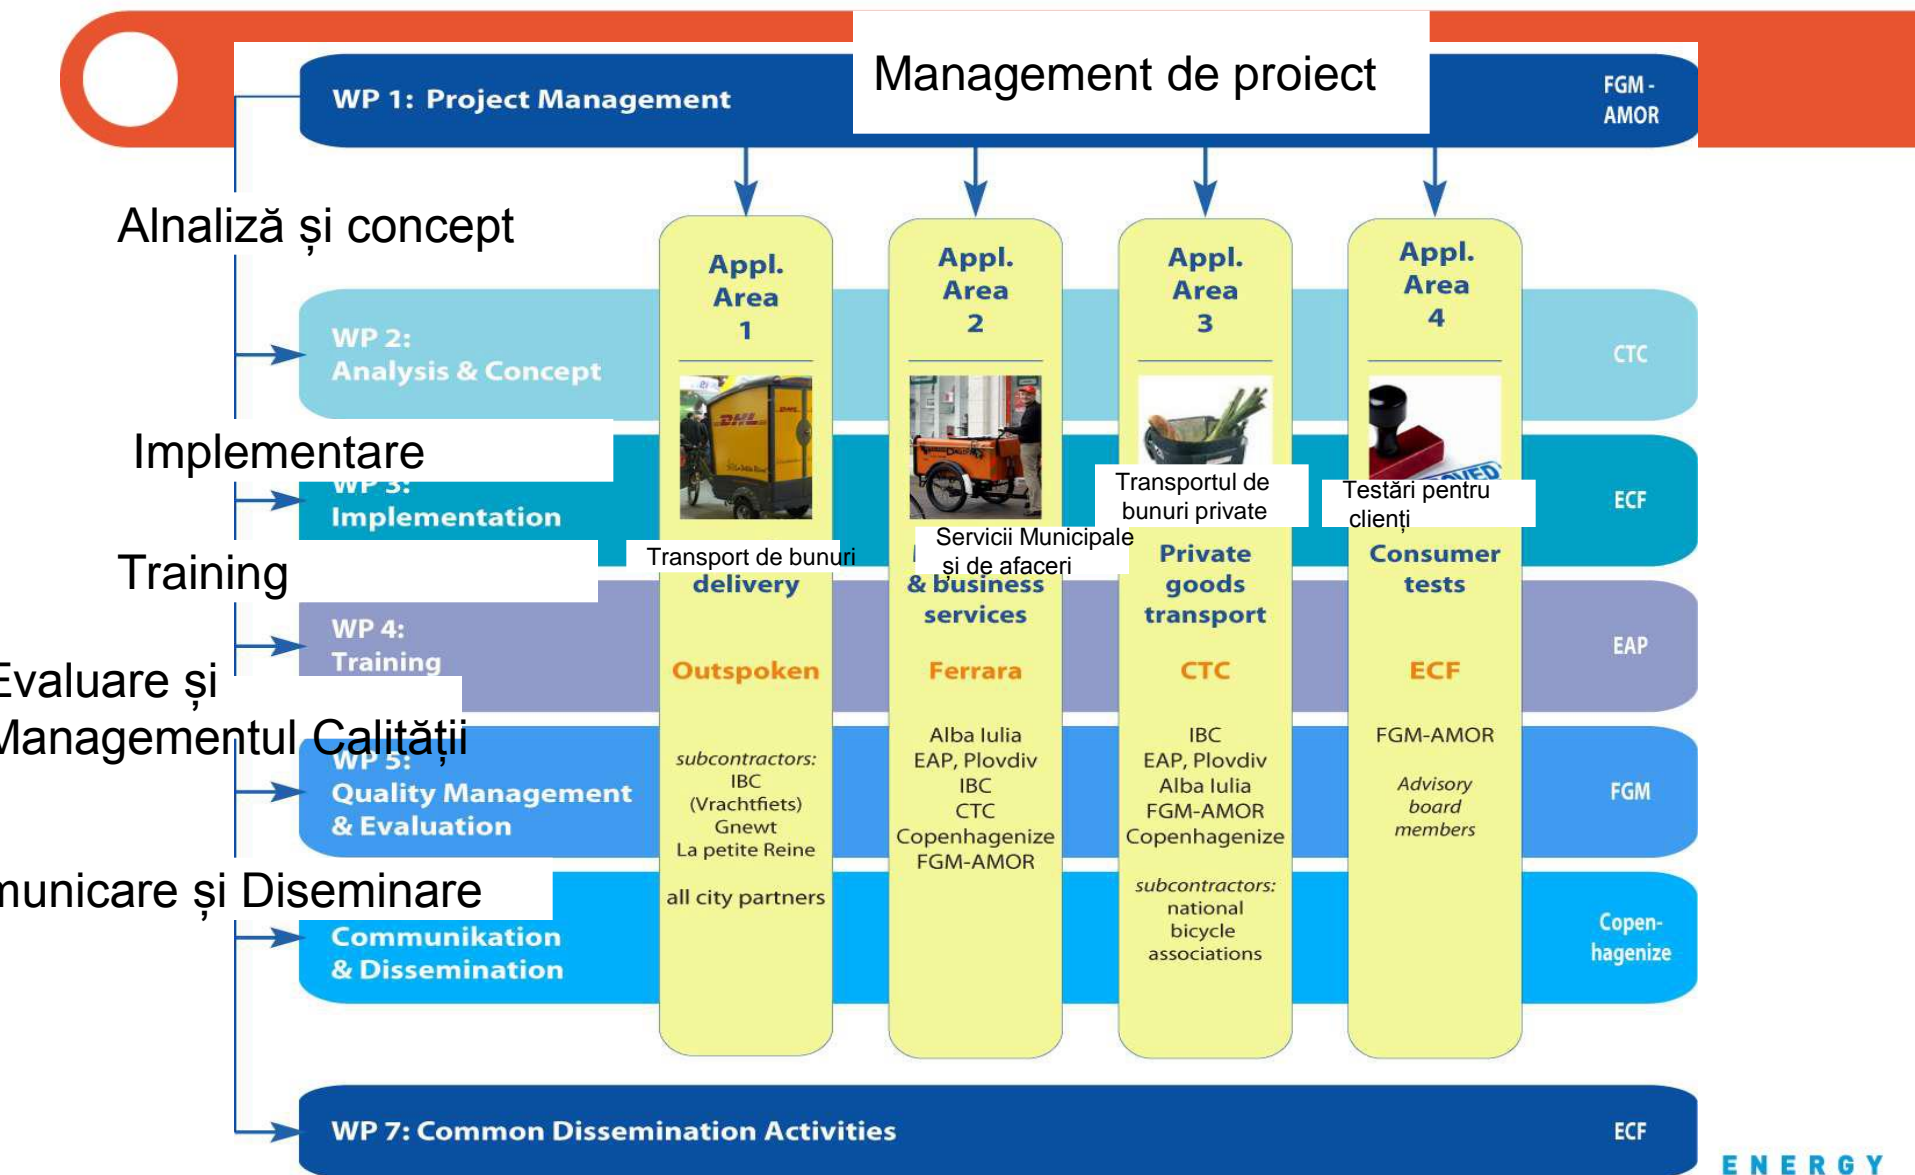 Management de proiect
WP 1: Project Management
FGM -
AMOR
Alnaliză și concept
WP 2:
Analysis & Concept
CTC
Implementare
WP 3:
Implementation
ECF
Training
WP 4:
Training
EAP
Evaluare și
Managementul Calității
WP 5:
Quality Management
& Evaluation
FGM
municare și Diseminare
Communikation
& Dissemination
Copen-
hagenize
WP 7: Common Dissemination Activities
ECF
Appl.
Area
1
DHL
Transport de bunuri
delivery
Outspoken
subcontractors:
IBC
(Vrachtfiets)
Gnewt
La petite Reine
all city partners
Appl.
Area
2
Servicii Municipale
și de afaceri
& business
services
Ferrara
Alba Iulia
EAP, Plovdiv
IBC
CTC
Copenhagenize
FGM-AMOR
Appl.
Area
3
Transportul de
bunuri private
Private
goods
transport
CTC
IBC
EAP, Plovdiv
Alba Iulia
FGM-AMOR
Copenhagenize
subcontractors:
national
bicycle
associations
Appl.
Area
4
Testări pentru
clienți
Consumer
tests
ECF
FGM-AMOR
Advisory
board
members
ENERGY